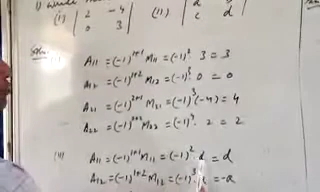 (i) | 2 -4 |
| 0 3 |
(ii)
c d
A₁₁ = (-1)¹⁺¹ M₁₁ = (-1)² 3 = 3
A₁₂ = (-1)¹⁺² M₁₂ = (-1)³ 0 = 0
A₂₁ = (-1)²⁺¹ M₂₁ = (-1)³ (-4) = 4
A₂₂ = (-1)²⁺² M₂₂ = (-1)⁴ 2 = 2
(ii) A₁₁ = (-1)¹⁺¹ M₁₁ = (-1)² d = d
A₁₂ = (-1)¹⁺² M₁₂ = (-1)³ = -a